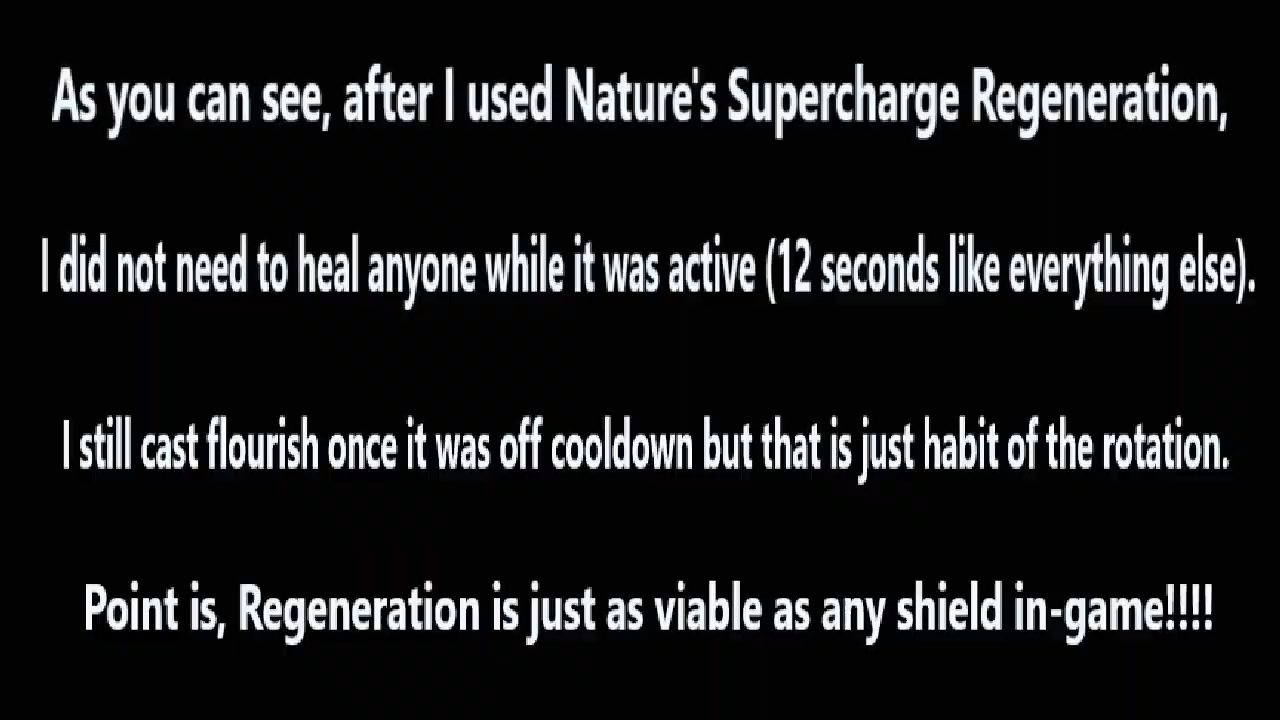 As you can see, after I used Nature's Supercharge Regeneration,
I did not need to heal anyone while it was active (12 seconds like everything else).
I still cast flourish once it was off cooldown but that is just habit of the rotation.
Point is, Regeneration is just as viable as any shield in-game!!!!